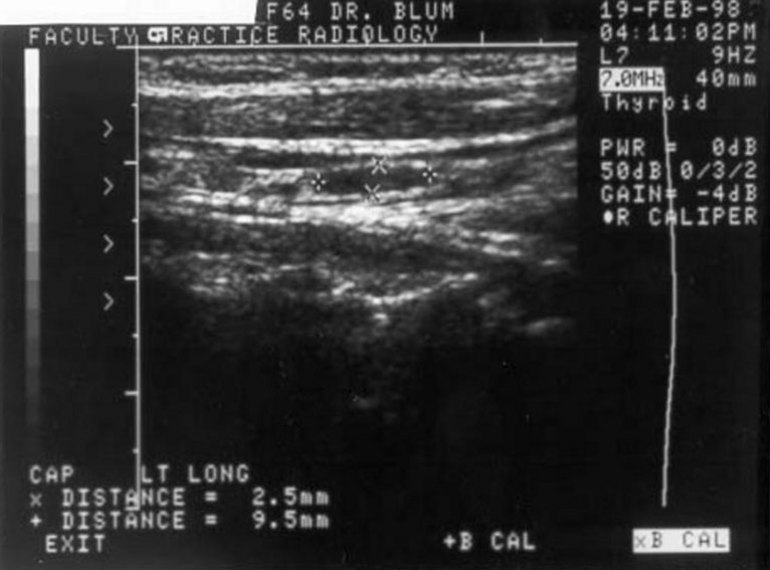 F64 DR. BLUM
FACULTY PRACTICE RADIOLOGY
19-FEB-98
04:11:02PM
L7 9HZ
7.0MHz 40mm
Thyroid
PWR = 0dB
50dB 0/3/2
GAIN= -4dB
♦R CALIPER
CAP LT LONG
x DISTANCE = 2.5mm
+ DISTANCE = 9.5mm
EXIT
+B CAL
xB CAL